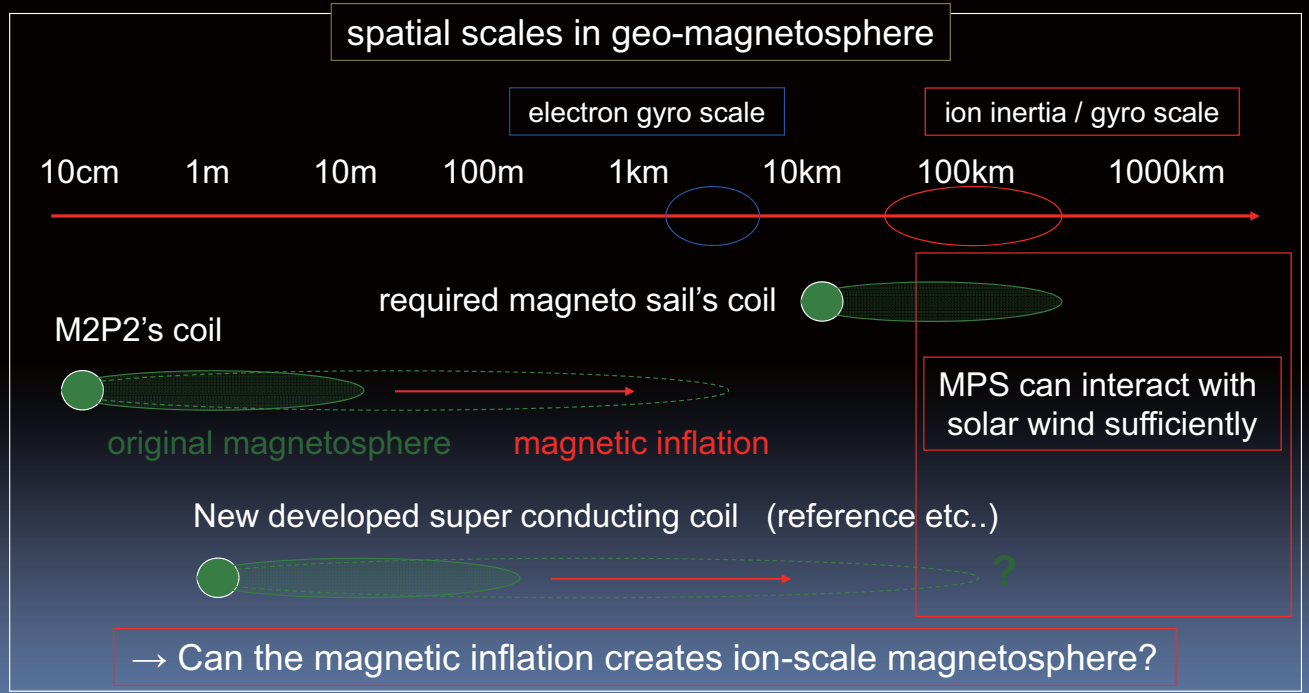 spatial scales in geo-magnetosphere
electron gyro scale
ion inertia / gyro scale
10cm 1m 10m 100m 1km 10km 100km 1000km
required magneto sail's coil
M2P2's coil
MPS can interact with
solar wind sufficiently
original magnetosphere
magnetic inflation
New developed super conducting coil (reference etc..)
?
→ Can the magnetic inflation creates ion-scale magnetosphere?